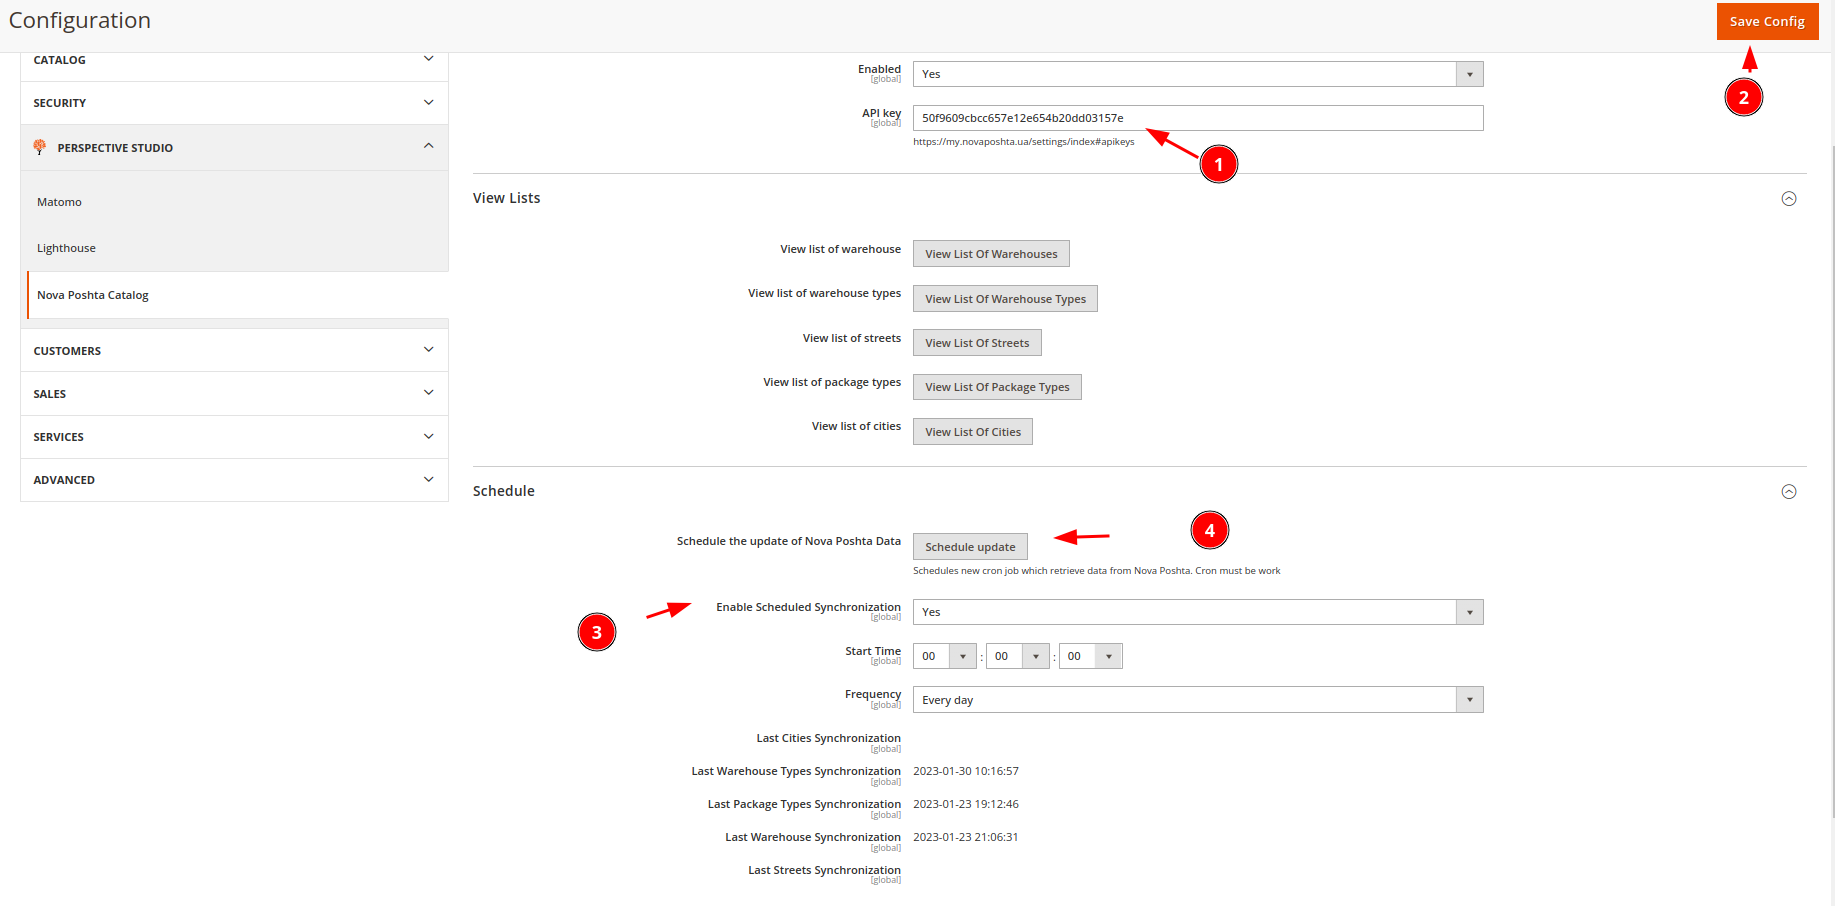 Configuration
Save Config
2
CATALOG
SECURITY
PERSPECTIVE STUDIO
Matomo
Lighthouse
Nova Poshta Catalog
CUSTOMERS
SALES
SERVICES
ADVANCED
Enabled
[global]
Yes
API key
[global]
50f9609cbcc657e12e654b20dd03157e
https://my.novaposhta.ua/settings/index#apikeys
1
View Lists
View list of warehouse
View List Of Warehouses
View list of warehouse types
View List Of Warehouse Types
View list of streets
View List Of Streets
View list of package types
View List Of Package Types
View list of cities
View List Of Cities
Schedule
Schedule the update of Nova Poshta Data
Schedule update
4
Schedules new cron job which retrieve data from Nova Poshta. Cron must be work
3
Enable Scheduled Synchronization
[global]
Yes
Start Time
[global]
00 : 00 : 00
Frequency
[global]
Every day
Last Cities Synchronization
[global]
Last Warehouse Types Synchronization
[global]
2023-01-30 10:16:57
Last Package Types Synchronization
[global]
2023-01-23 19:12:46
Last Warehouse Synchronization
[global]
2023-01-23 21:06:31
Last Streets Synchronization
[global]